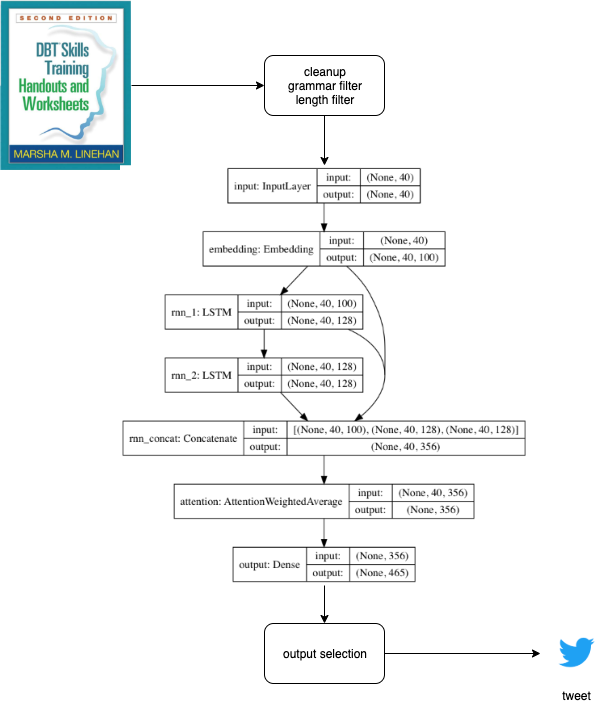 SECOND EDITION
DBT Skills
Training
Handouts and
Worksheets
MARSHA M. LINEHAN
cleanup
grammar filter
length filter
input: InputLayer
input: (None, 40)
output: (None, 40)
embedding: Embedding
input: (None, 40)
output: (None, 40, 100)
rnn_1: LSTM
input: (None, 40, 100)
output: (None, 40, 128)
rnn_2: LSTM
input: (None, 40, 128)
output: (None, 40, 128)
rnn_concat: Concatenate
input: [(None, 40, 100), (None, 40, 128), (None, 40, 128)]
output: (None, 40, 356)
attention: AttentionWeightedAverage
input: (None, 40, 356)
output: (None, 356)
output: Dense
input: (None, 356)
output: (None, 465)
output selection
tweet